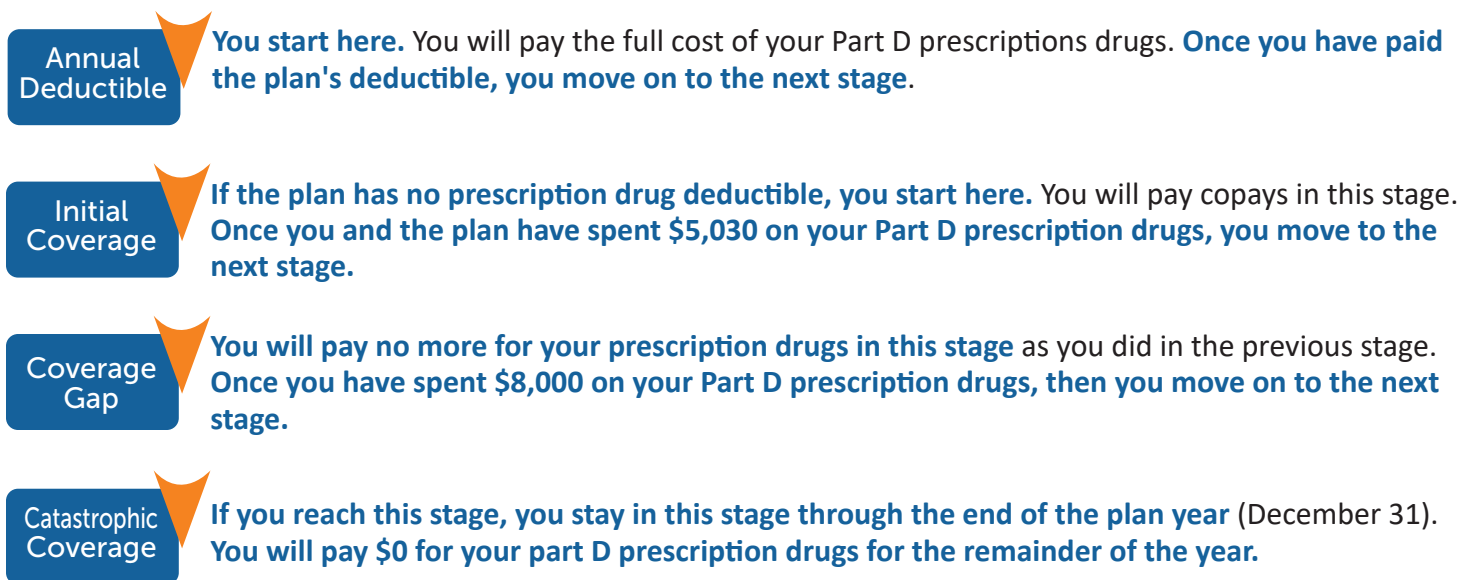 Annual
Deductible
You start here. You will pay the full cost of your Part D prescriptions drugs. Once you have paid
the plan's deductible, you move on to the next stage.
Initial
Coverage
If the plan has no prescription drug deductible, you start here. You will pay copays in this stage.
Once you and the plan have spent $5,030 on your Part D prescription drugs, you move to the
next stage.
Coverage
Gap
You will pay no more for your prescription drugs in this stage as you did in the previous stage.
Once you have spent $8,000 on your Part D prescription drugs, then you move on to the next
stage.
Catastrophic
Coverage
If you reach this stage, you stay in this stage through the end of the plan year (December 31).
You will pay $0 for your part D prescription drugs for the remainder of the year.